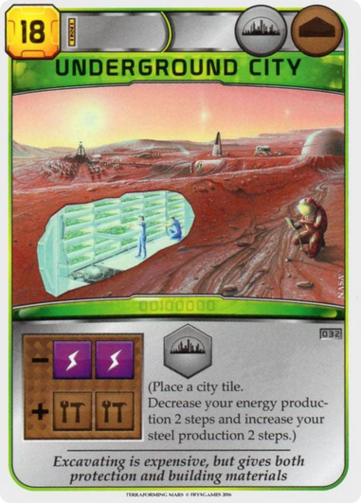 18
UNDERGROUND CITY
NASA
032
(Place a city tile.
Decrease your energy produc-
tion 2 steps and increase your
steel production 2 steps.)
Excavating is expensive, but gives both
protection and building materials
TERRAFORMING MARS © FRYXGAMES 2016